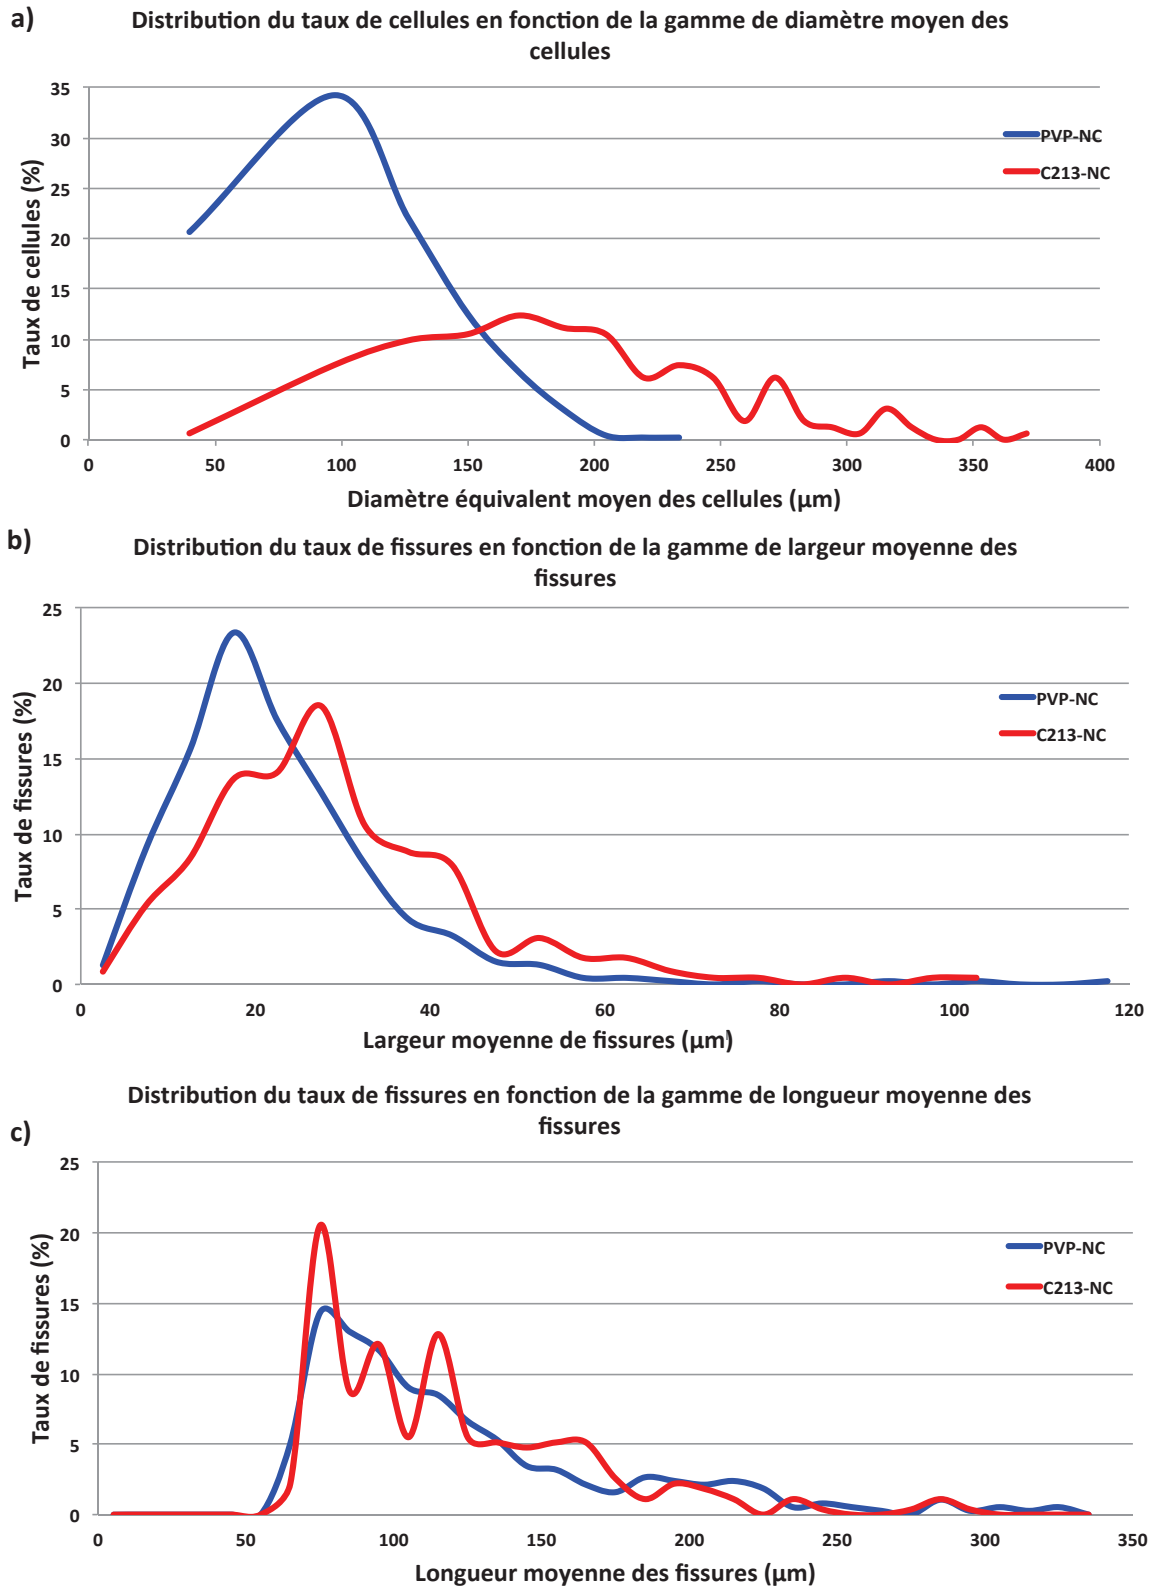 a)
Distribution du taux de cellules en fonction de la gamme de diamètre moyen des
cellules
35
30
25
20
15
10
5
0
Taux de cellules (%)
PVP-NC
C213-NC
0 50 100 150 200 250 300 350 400
Diamètre équivalent moyen des cellules (µm)
b)
Distribution du taux de fissures en fonction de la gamme de largeur moyenne des
fissures
25
20
15
10
5
0
Taux de fissures (%)
PVP-NC
C213-NC
0 20 40 60 80 100 120
Largeur moyenne de fissures (µm)
Distribution du taux de fissures en fonction de la gamme de longueur moyenne des
fissures
c)
25
20
15
10
5
0
Taux de fissures (%)
PVP-NC
C213-NC
0 50 100 150 200 250 300 350
Longueur moyenne des fissures (µm)